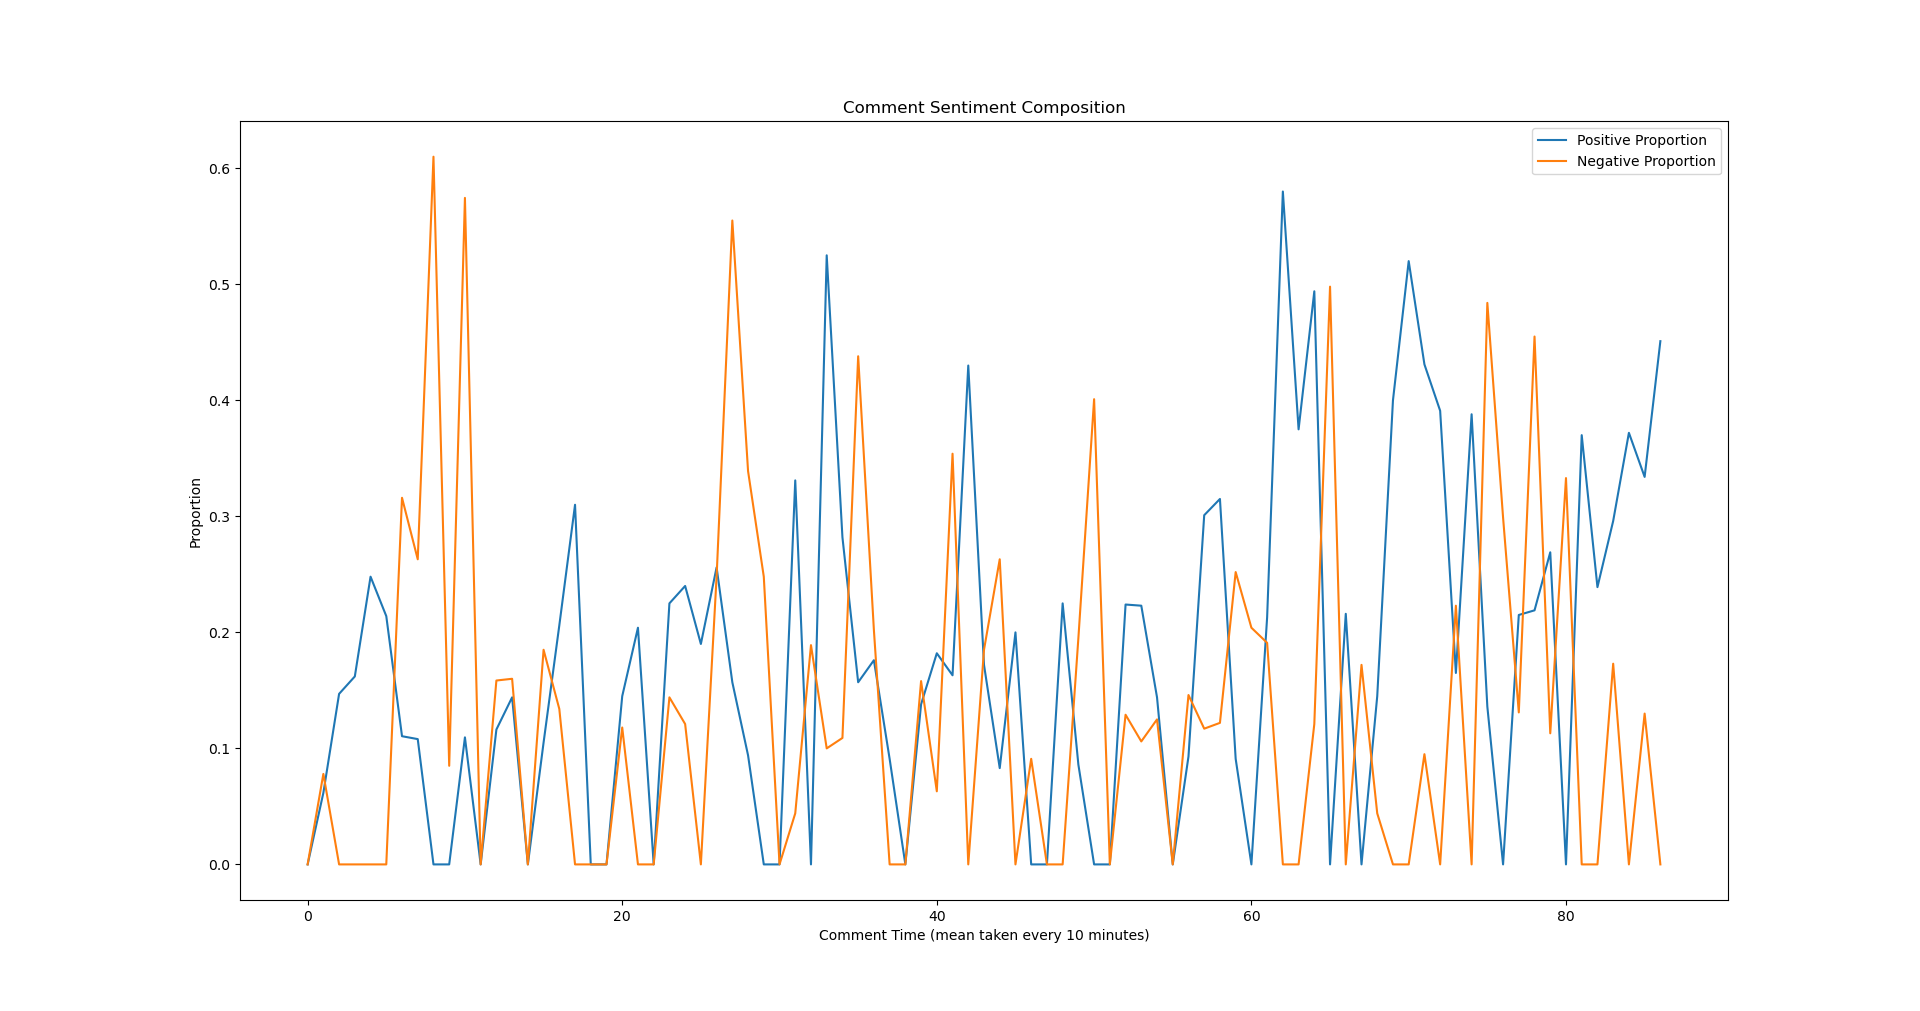 Comment Sentiment Composition
Positive Proportion
Negative Proportion
0.6
0.5
0.4
0.3
0.2
0.1
0.0
Proportion
0 20 40 60 80
Comment Time (mean taken every 10 minutes)